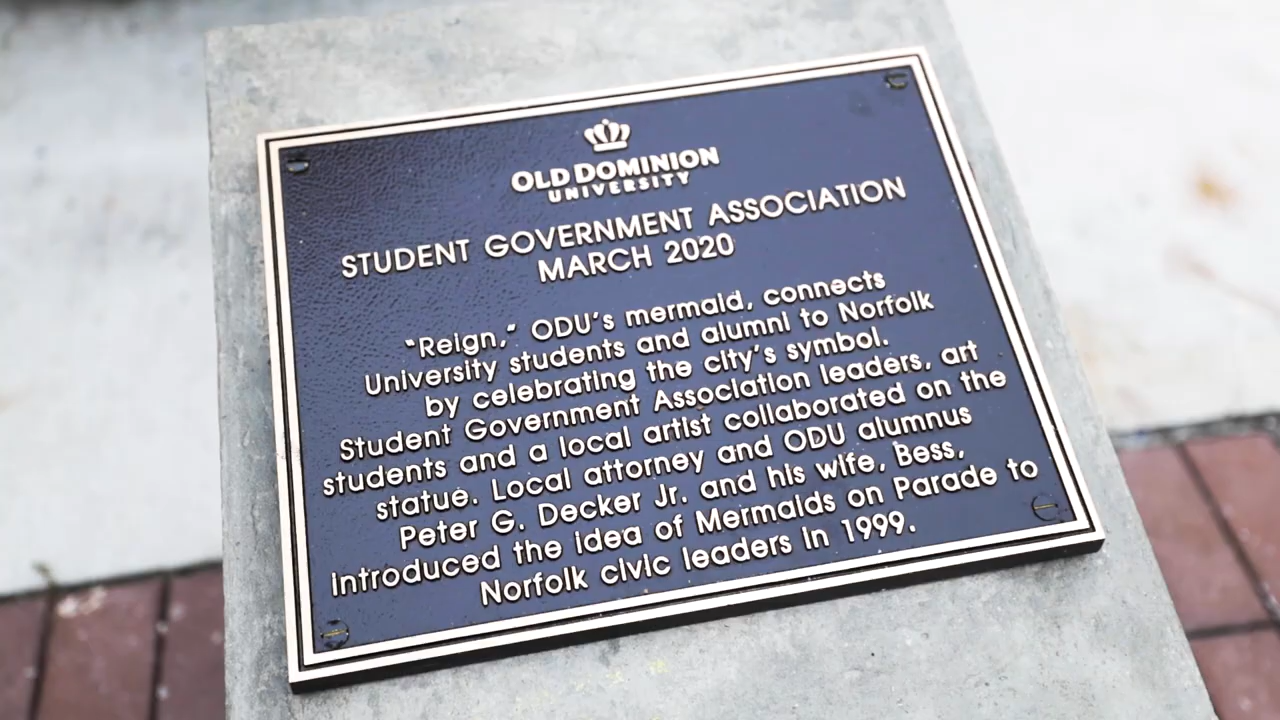 OLD DOMINION
UNIVERSITY
STUDENT GOVERNMENT ASSOCIATION
MARCH 2020
"Reign," ODU's mermaid, connects
University students and alumni to Norfolk
by celebrating the city's symbol.
Student Government Association leaders, art
students and a local artist collaborated on the
statue. Local attorney and ODU alumnus
Peter G. Decker Jr. and his wife, Bess,
introduced the idea of Mermaids on Parade to
Norfolk civic leaders in 1999.